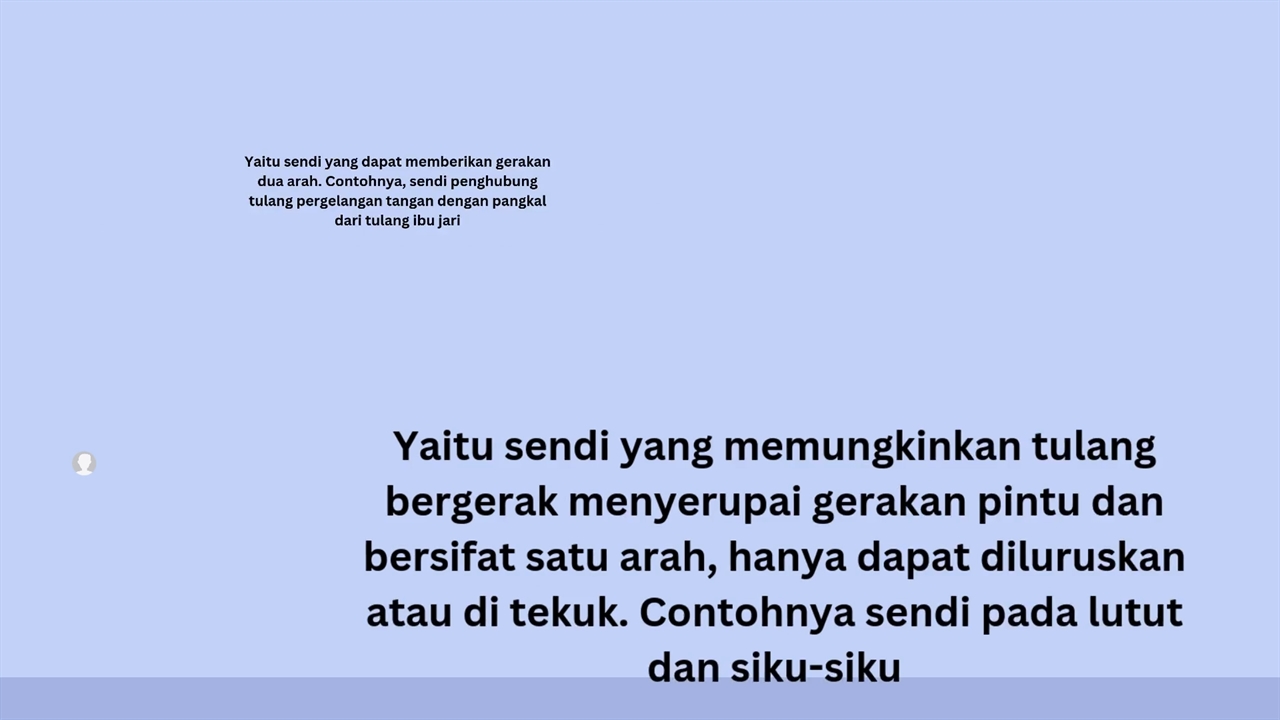 Yaitu sendi yang dapat memberikan gerakan
dua arah. Contohnya, sendi penghubung
tulang pergelangan tangan dengan pangkal
dari tulang ibu jari
Yaitu sendi yang memungkinkan tulang
bergerak menyerupai gerakan pintu dan
bersifat satu arah, hanya dapat diluruskan
atau di tekuk. Contohnya sendi pada lutut
dan siku-siku